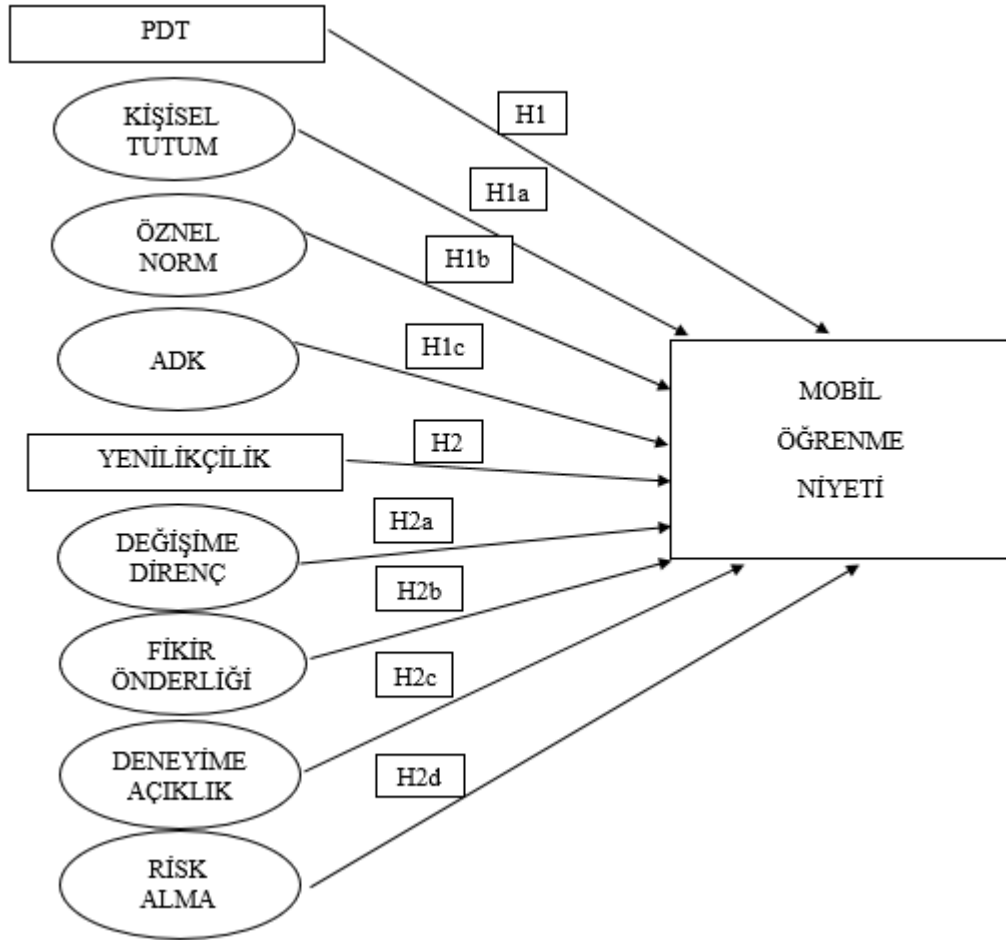 PDT
KİŞİSEL
TUTUM
ÖZNEL
NORM
ADK
YENİLİKÇİLİK
DEĞİŞİME
DİRENÇ
FİKİR
ÖNDERLİĞİ
DENEYİME
AÇIKLIK
RİSK
ALMA
H1
H1a
H1b
H1c
H2
H2a
H2b
H2c
H2d
MOBİL
ÖĞRENME
NİYETİ